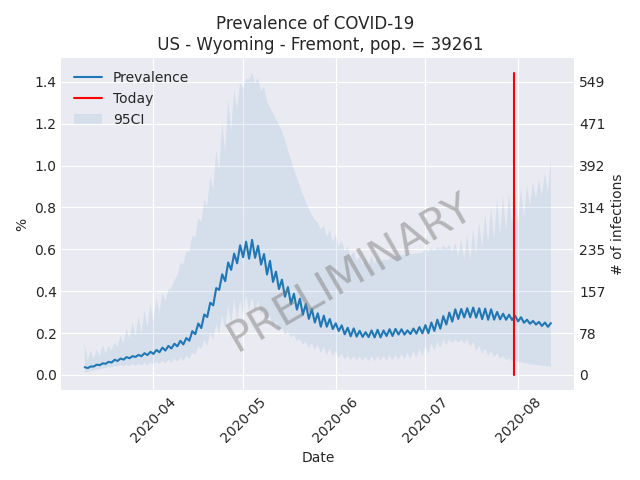 Prevalence of COVID-19
US - Wyoming - Fremont, pop. = 39261
Prevalence
Today
95CI
PRELIMINARY
%
1.4
1.2
1.0
0.8
0.6
0.4
0.2
0.0
549
471
392
314
235
157
78
0
# of infections
2020-04
2020-05
2020-06
2020-07
2020-08
Date